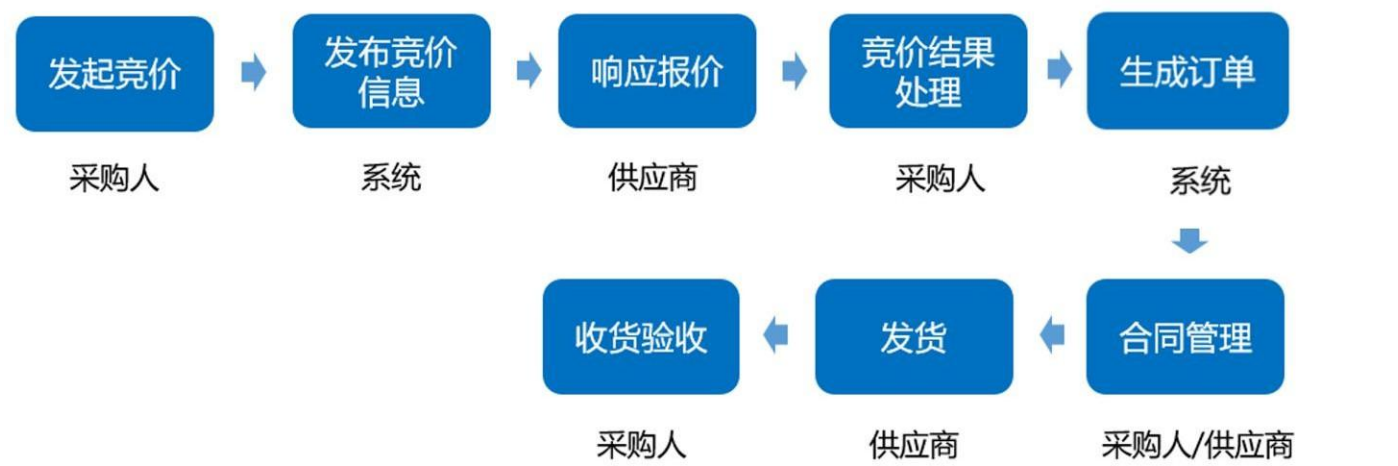 发起竞价
发布竞价
信息
响应报价
竞价结果
处理
生成订单
采购人
系统
供应商
采购人
系统
收货验收
发货
合同管理
采购人
供应商
采购人/供应商